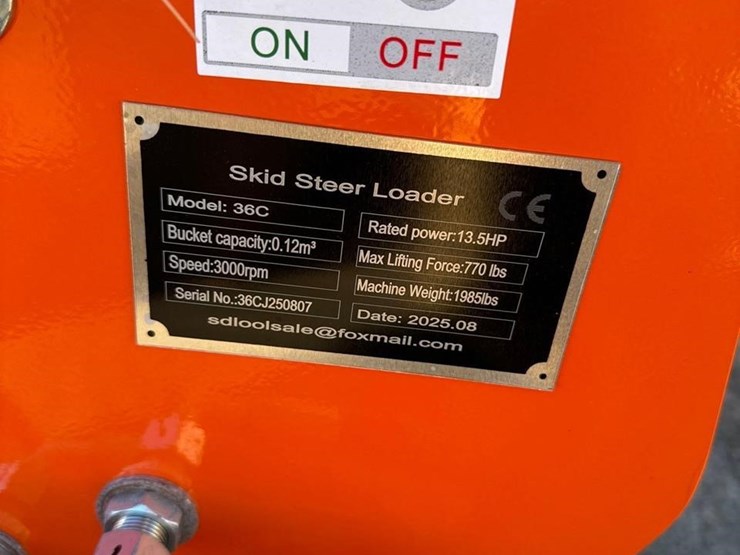 ON OFF
Skid Steer Loader CE
Model: 36C
Rated power:13.5HP
Bucket capacity:0.12m³
Max Lifting Force:770 lbs
Speed:3000rpm
Machine Weight:1985lbs
Serial No.:36CJ250807
Date: 2025.08
sdloolsale@foxmail.com